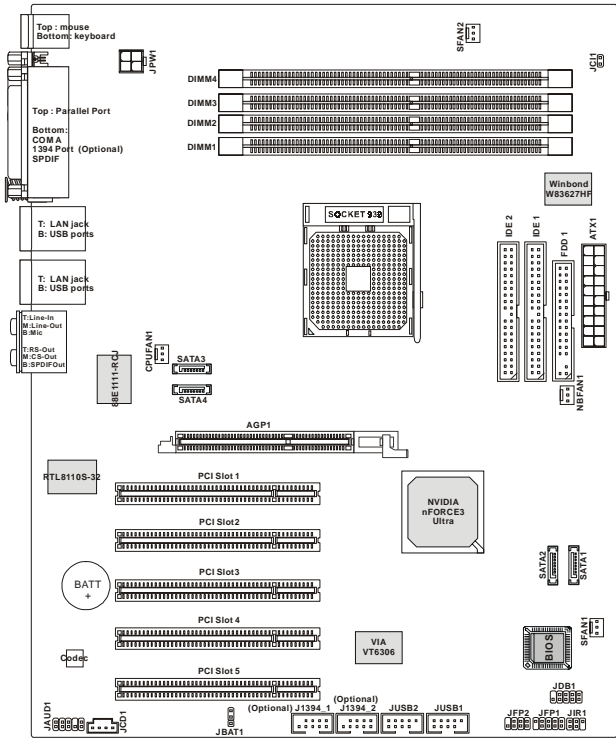 Top : mouse
Bottom: keyboard
JPW1
SFAN2
JCI1
DIMM4
DIMM3
DIMM2
DIMM1
Top : Parallel Port
Bottom:
COM A
1394 Port (Optional)
SPDIF
Winbond
W83627HF
SOCKET 939
IDE 2
IDE 1
FDD 1
ATX1
T: LAN jack
B: USB ports
T: LAN jack
B: USB ports
T:Line-In
M:Line-Out
B:Mic
T:RS-Out
M:CS-Out
B:SPDIFOut
88E1111-RCJ
CPUFAN1
SATA3
SATA4
NBFAN1
AGP1
RTL8110S-32
PCI Slot 1
NVIDIA
nFORCE3
Ultra
PCI Slot2
SATA2
SATA1
PCI Slot3
BATT
+
PCI Slot 4
VIA
VT6306
BIOS
SFAN1
Codec
PCI Slot 5
JDB1
JAUD1
JCD1
JBAT1
(Optional)
J1394_1
(Optional)
J1394_2
JUSB2
JUSB1
JFP2
JFP1
JIR1